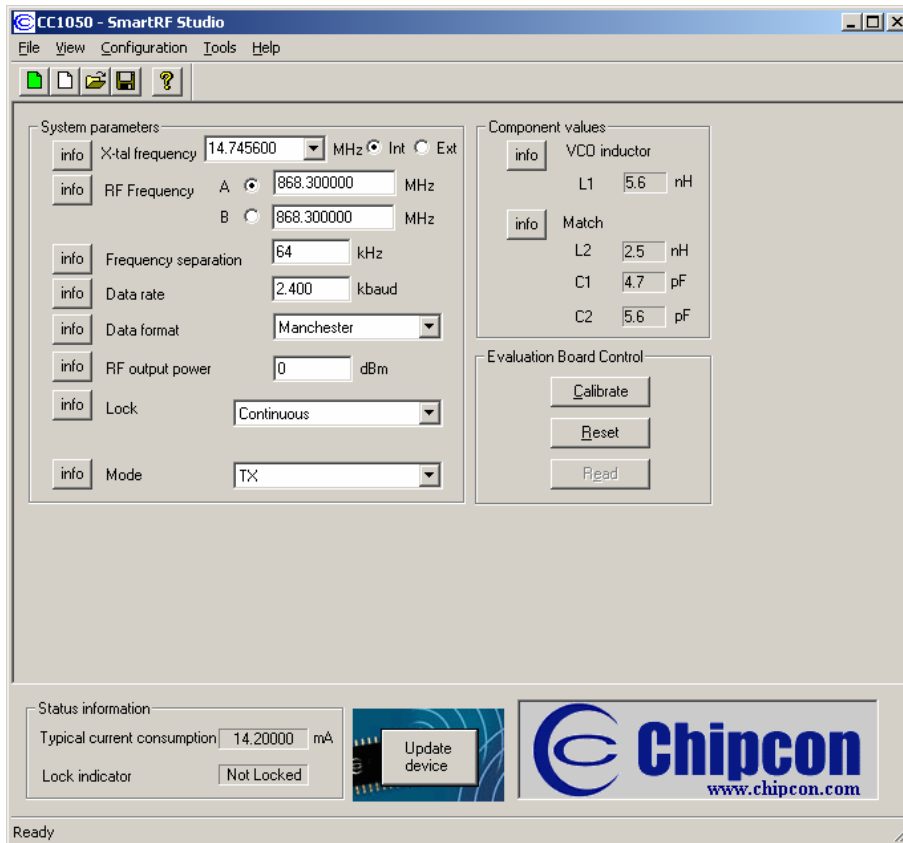 CC1050 - SmartRF Studio
File View Configuration Tools Help
System parameters
info X-tal frequency 14.745600 MHz Int Ext
info RF Frequency A 868.300000 MHz
B 868.300000 MHz
info Frequency separation 64 kHz
info Data rate 2.400 kbaud
info Data format Manchester
info RF output power 0 dBm
info Lock Continuous
info Mode TX
Component values
info VCO inductor
L1 5.6 nH
info Match
L2 2.5 nH
C1 4.7 pF
C2 5.6 pF
Evaluation Board Control
Calibrate
Reset
Read
Status information
Typical current consumption 14.20000 mA
Lock indicator Not Locked
Update
device
Chipcon
www.chipcon.com
Ready